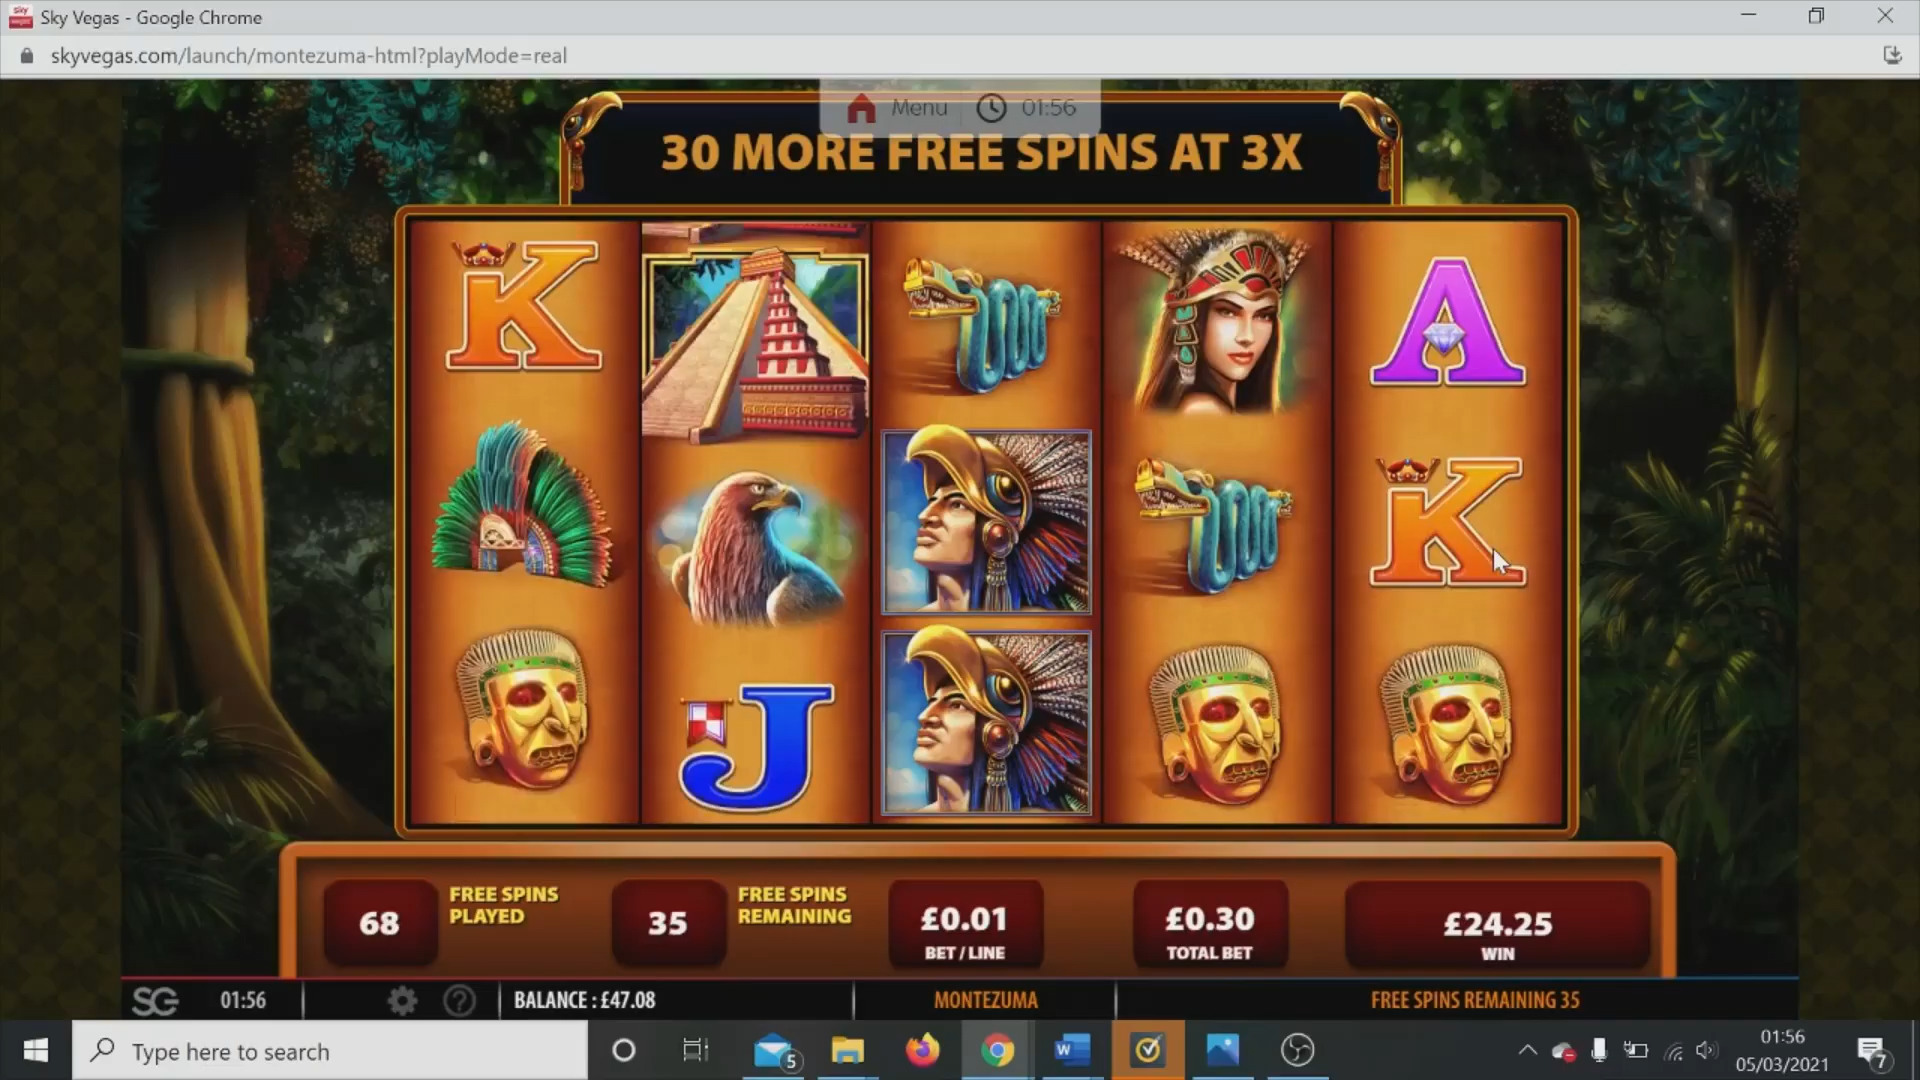 Sky Vegas - Google Chrome
skyvegas.com/launch/montezuma-html?playMode=real
Menu 01:56
30 MORE FREE SPINS AT 3X
K
A
K
J
68 FREE SPINS PLAYED
35 FREE SPINS REMAINING
£0.01
BET / LINE
£0.30
TOTAL BET
£24.25
WIN
SG 01:56 ? BALANCE : £47.08 MONTEZUMA FREE SPINS REMAINING 35
Type here to search
5
W
01:56
05/03/2021
7